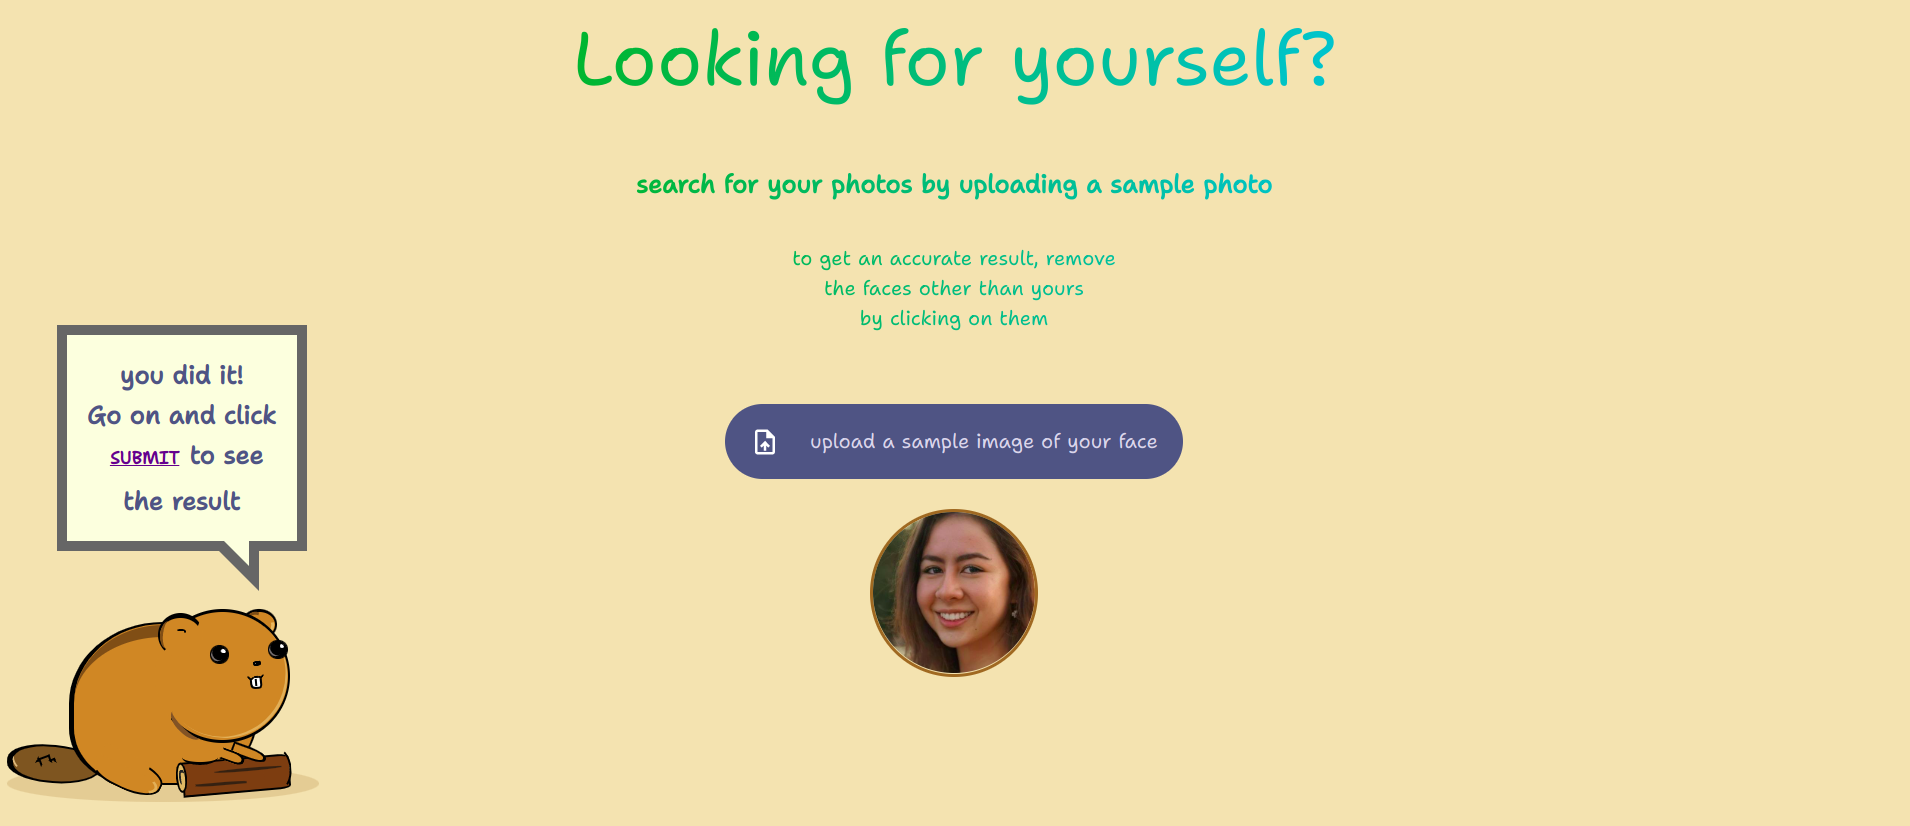 Looking for yourself?
search for your photos by uploading a sample photo
to get an accurate result, remove
the faces other than yours
by clicking on them
upload a sample image of your face
you did it!
Go on and click
SUBMIT to see
the result